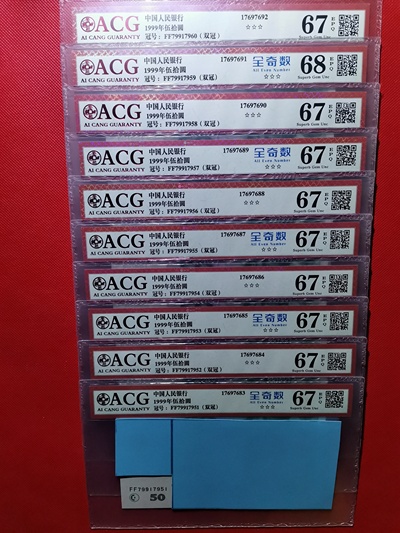 ACG
AI CANG GUARANTY
中国人民银行
1999年伍拾圆
冠号：FF79917960（双冠）
17697692
☆☆☆
67 EPQ
Superb Gem Unc
ACG
AI CANG GUARANTY
中国人民银行
1999年伍拾圆
冠号：FF79917959（双冠）
17697691
全奇数
All Even Number
☆☆☆
68 EPQ
Superb Gem Unc
ACG
AI CANG GUARANTY
中国人民银行
1999年伍拾圆
冠号：FF79917958（双冠）
17697690
☆☆☆
67 EPQ
Superb Gem Unc
ACG
AI CANG GUARANTY
中国人民银行
1999年伍拾圆
冠号：FF79917957（双冠）
17697689
全奇数
All Even Number
☆☆☆
67 EPQ
Superb Gem Unc
ACG
AI CANG GUARANTY
中国人民银行
1999年伍拾圆
冠号：FF79917956（双冠）
17697688
☆☆☆
67 EPQ
Superb Gem Unc
ACG
AI CANG GUARANTY
中国人民银行
1999年伍拾圆
冠号：FF79917955（双冠）
17697687
全奇数
All Even Number
☆☆☆
67 EPQ
Superb Gem Unc
ACG
AI CANG GUARANTY
中国人民银行
1999年伍拾圆
冠号：FF79917954（双冠）
17697686
☆☆☆
67 EPQ
Superb Gem Unc
ACG
AI CANG GUARANTY
中国人民银行
1999年伍拾圆
冠号：FF79917953（双冠）
17697685
全奇数
All Even Number
☆☆☆
67 EPQ
Superb Gem Unc
ACG
AI CANG GUARANTY
中国人民银行
1999年伍拾圆
冠号：FF79917952（双冠）
17697684
☆☆☆
67 EPQ
Superb Gem Unc
ACG
AI CANG GUARANTY
中国人民银行
1999年伍拾圆
冠号：FF79917951（双冠）
17697683
全奇数
All Even Number
☆☆☆
67 EPQ
Superb Gem Unc
FF79917951
50